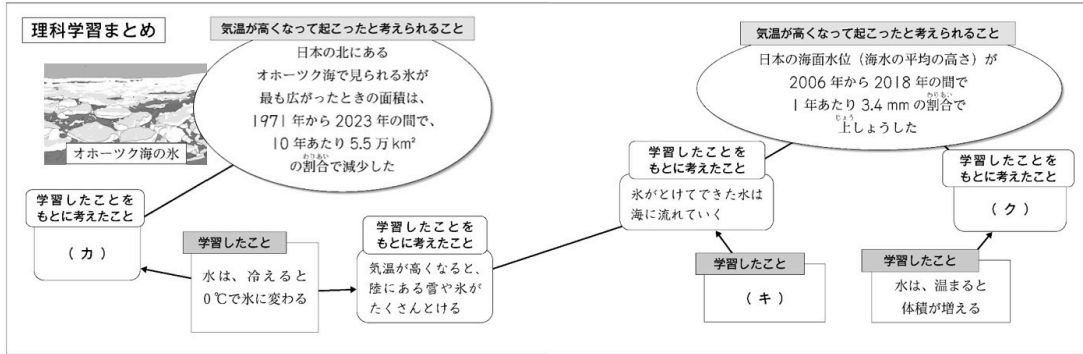 理科学習まとめ
オホーツク海の氷
気温が高くなって起こったと考えられること
日本の北にある
オホーツク海で見られる氷が
最も広がったときの面積は、
1971年から2023年の間で、
10年あたり5.5万km²
の割合で減少した
わりあい
学習したことを
もとに考えたこと
（カ）
学習したこと
水は、冷えると
0℃で氷に変わる
学習したことを
もとに考えたこと
気温が高くなると、
陸にある雪や氷が
たくさんとける
気温が高くなって起こったと考えられること
日本の海面水位（海水の平均の高さ）が
2006年から2018年の間で
1年あたり3.4mmの割合で
わりあい
上しょうした
じょう
学習したことを
もとに考えたこと
氷がとけてできた水は
海に流れていく
学習したこと
（キ）
学習したことを
もとに考えたこと
（ク）
学習したこと
水は、温まると
体積が増える